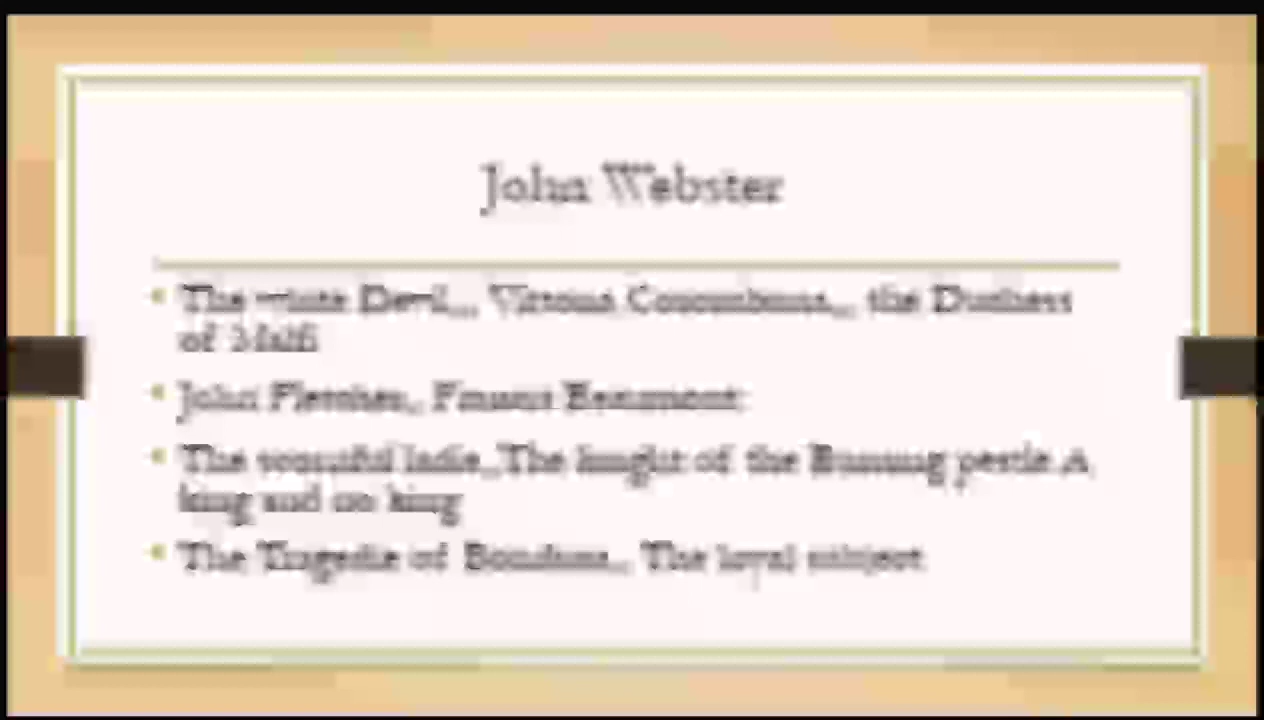 John Webster
The white Devil,,, Vittoria Corombona,,, the Duchess
of Malfi
John Fletcher,, Francis Beaumont:
The scornful ladie,,The knight of the Burning pestle.A
king and no king
The Tragedie of Bonduca,, The loyal subject